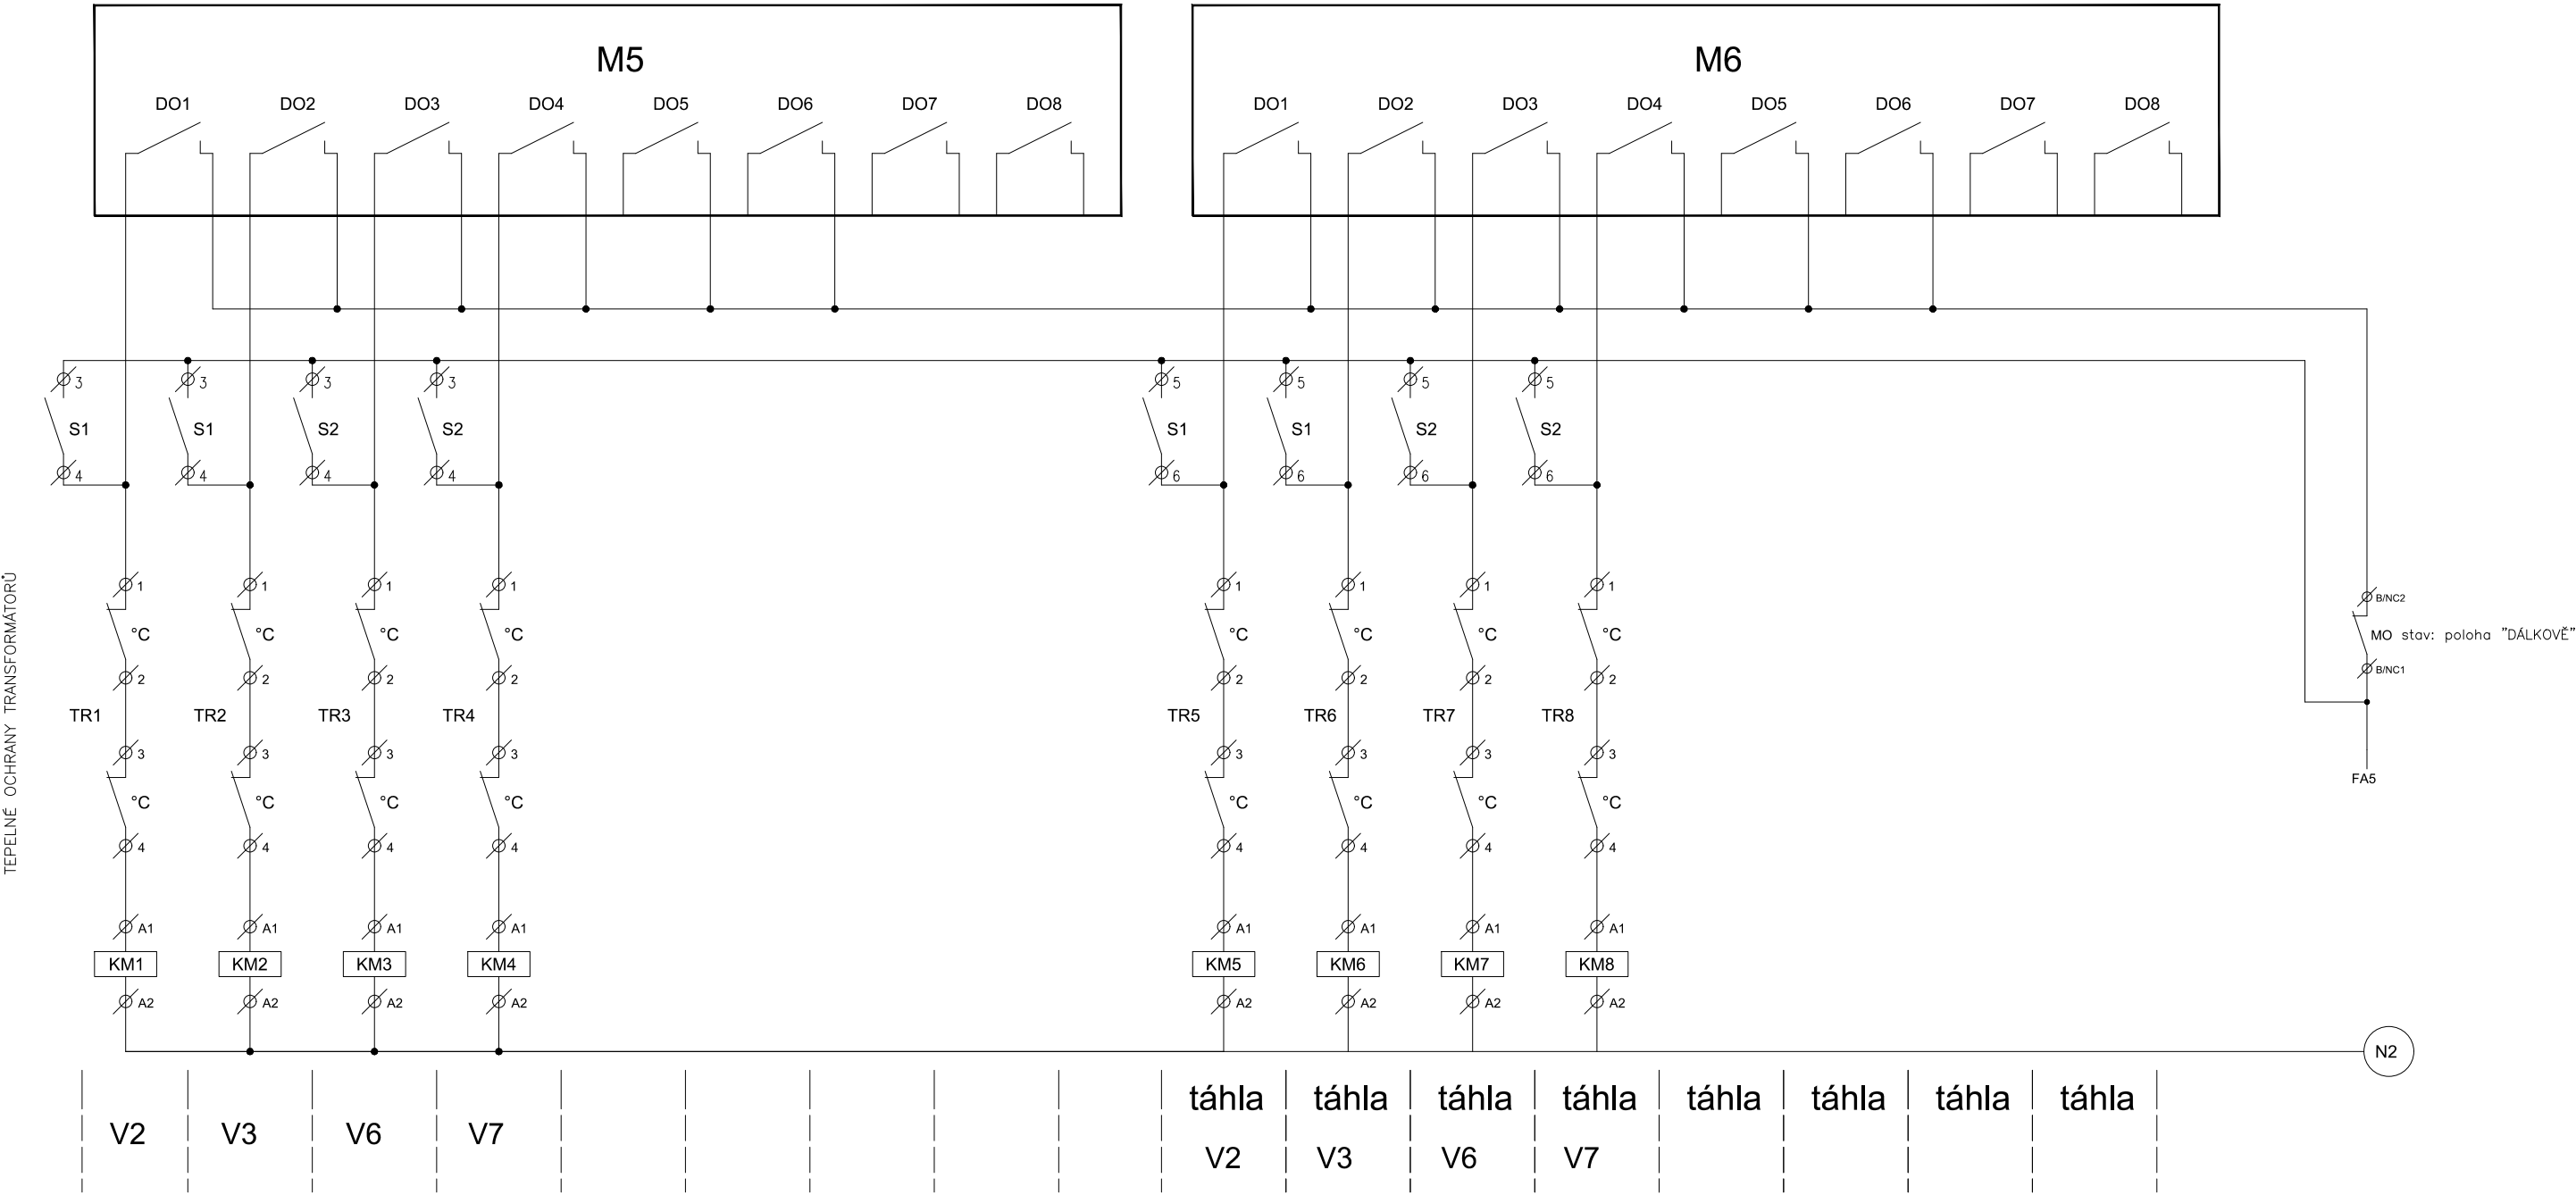 M5 M6
DO1 DO2 DO3 DO4 DO5 DO6 DO7 DO8 DO1 DO2 DO3 DO4 DO5 DO6 DO7 DO8
3 3 3 3 5 5 5 5
S1 S1 S2 S2 S1 S1 S2 S2
4 4 4 4 6 6 6 6
TEPELNÉ OCHRANY TRANSFORMÁTORŮ
1 1 1 1 1 1 1 1
B/NC2
°C °C °C °C °C °C °C °C
MO stav: poloha "DÁLKOVĚ"
B/NC1
2 2 2 2 2 2 2 2
TR1 TR2 TR3 TR4 TR5 TR6 TR7 TR8
3 3 3 3 3 3 3 3
FA5
°C °C °C °C °C °C °C °C
4 4 4 4 4 4 4 4
A1 A1 A1 A1 A1 A1 A1 A1
KM1 KM2 KM3 KM4 KM5 KM6 KM7 KM8
A2 A2 A2 A2 A2 A2 A2 A2
N2
táhla táhla táhla táhla táhla táhla táhla táhla
V2 V3 V6 V7
V2 V3 V6 V7